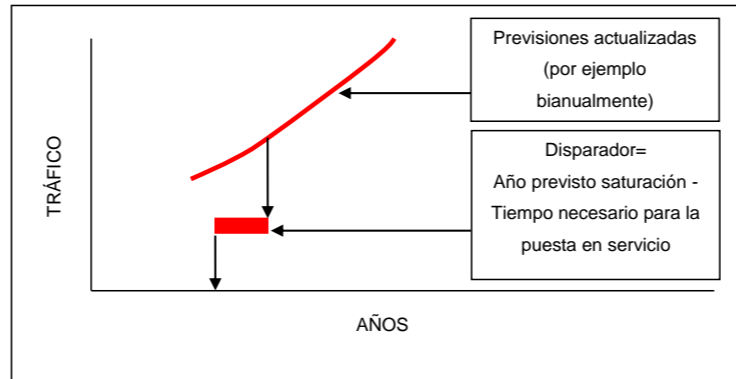 Previsiones actualizadas
(por ejemplo
bianualmente)
Disparador=
Año previsto saturación -
Tiempo necesario para la
puesta en servicio
TRÁFICO
AÑOS